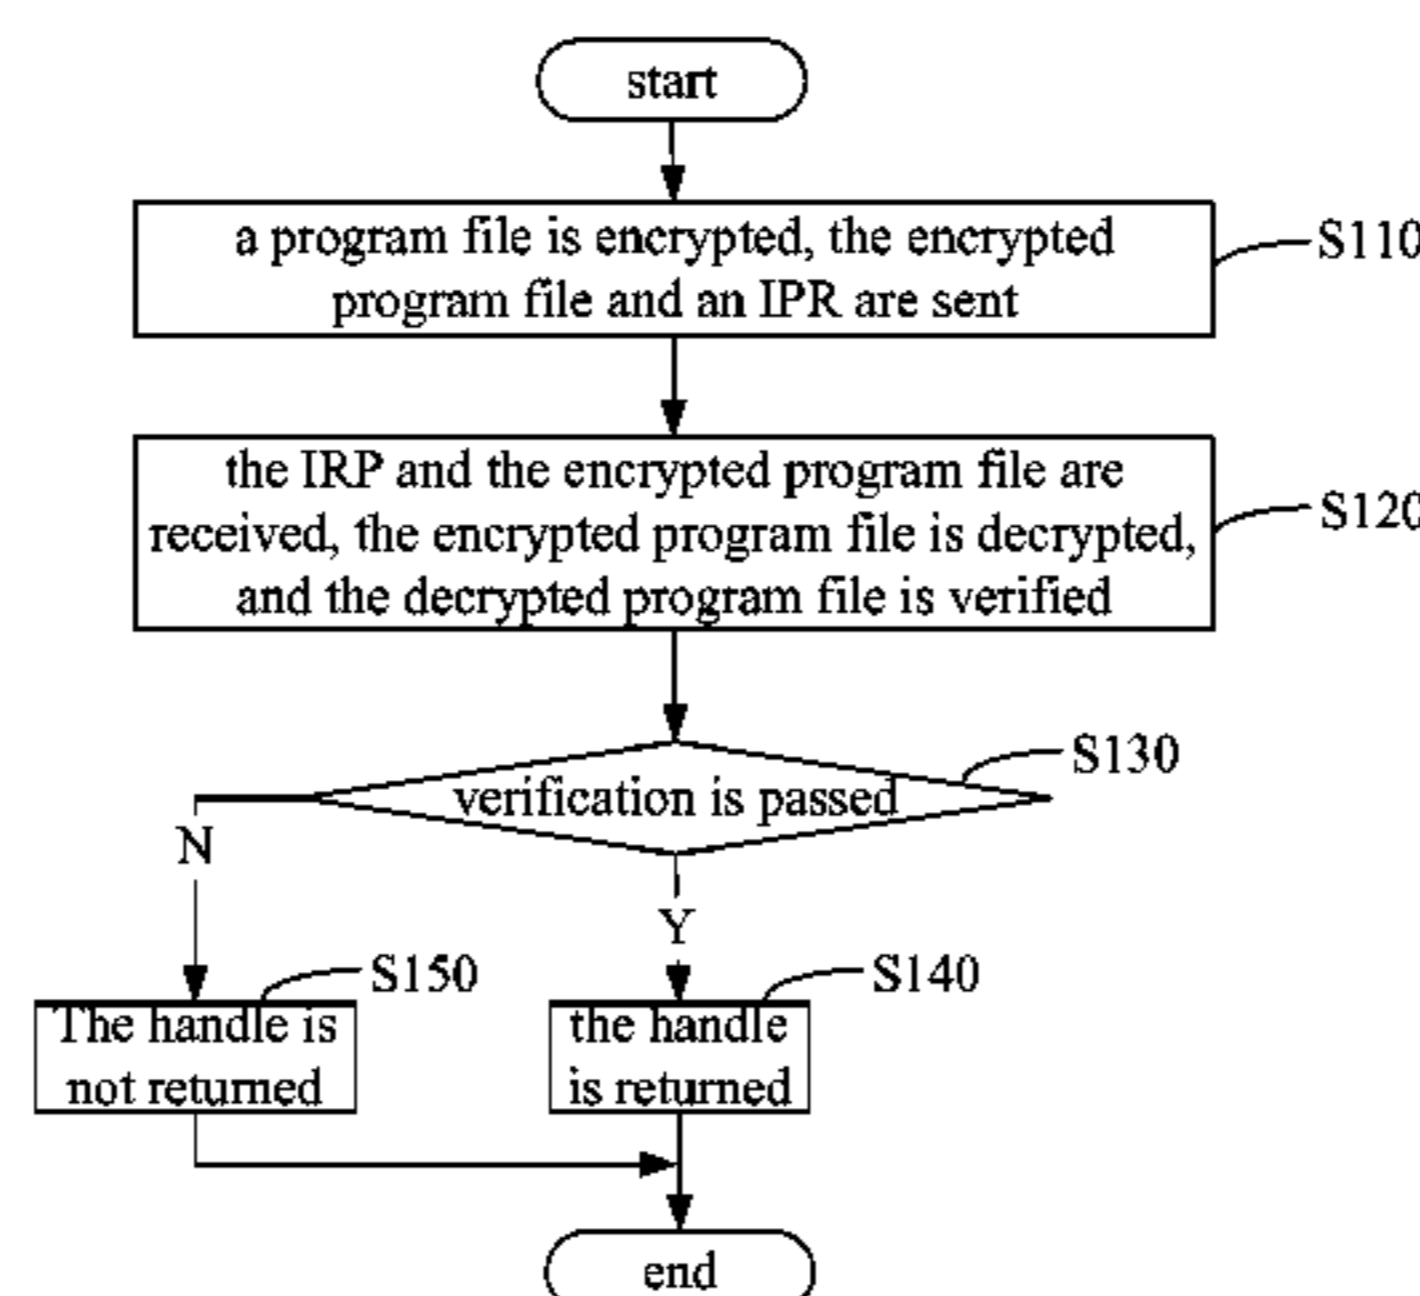 start
a program file is encrypted, the encrypted
program file and an IPR are sent
S110
the IRP and the encrypted program file are
received, the encrypted program file is decrypted,
and the decrypted program file is verified
S120
verification is passed
S130
N
Y
S150
The handle is
not returned
S140
the handle
is returned
end